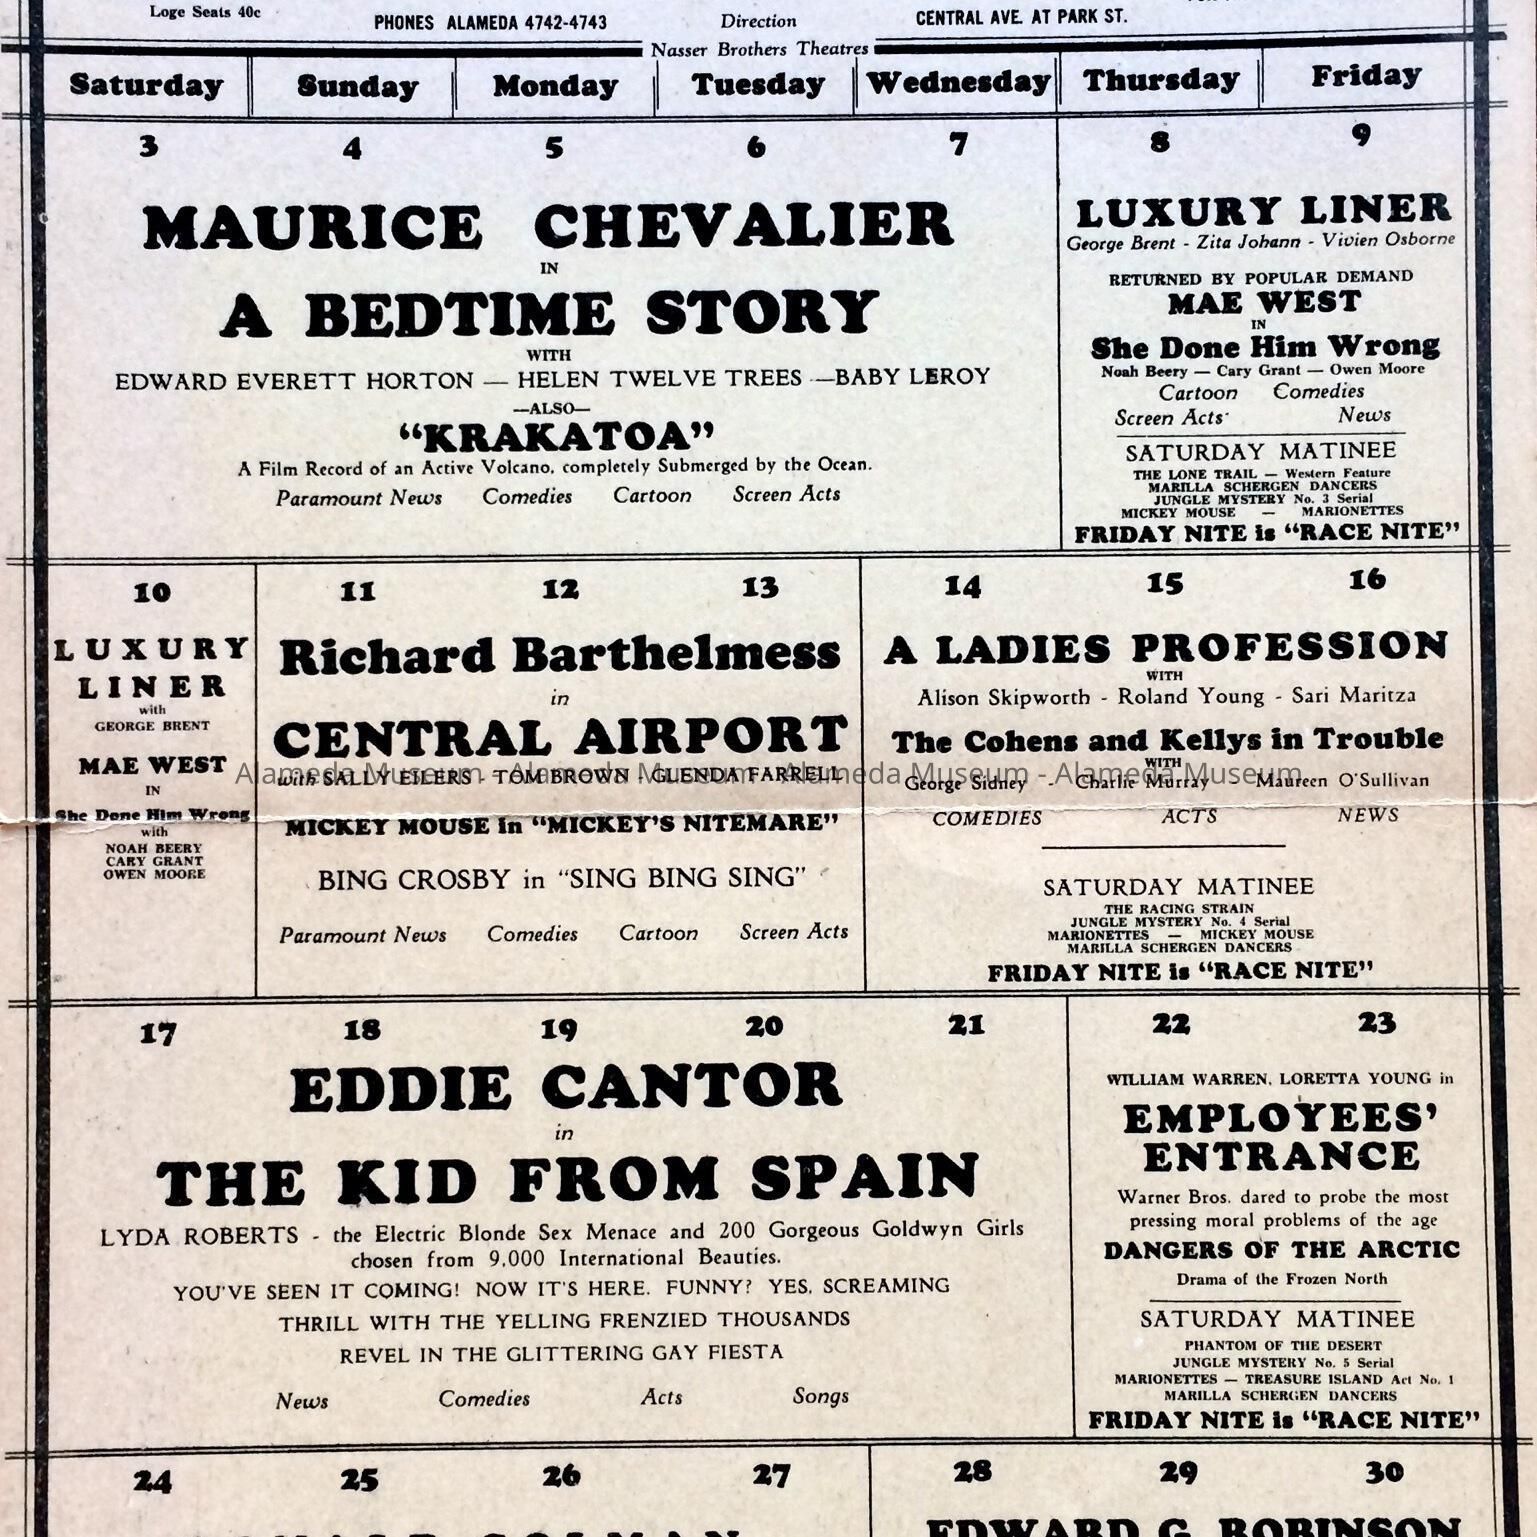 Loge Seats 40c
PHONES ALAMEDA 4742-4743
Direction
Nasser Brothers Theatres
CENTRAL AVE. AT PARK ST.
Saturday Sunday Monday Tuesday Wednesday Thursday Friday
3 4 5 6 7
MAURICE CHEVALIER
IN
A BEDTIME STORY
WITH
EDWARD EVERETT HORTON — HELEN TWELVE TREES —BABY LEROY
—ALSO—
“KRAKATOA”
A Film Record of an Active Volcano, completely Submerged by the Ocean.
Paramount News Comedies Cartoon Screen Acts
8 9
LUXURY LINER
George Brent - Zita Johann - Vivien Osborne
RETURNED BY POPULAR DEMAND
MAE WEST
IN
She Done Him Wrong
Noah Beery — Cary Grant — Owen Moore
Cartoon Comedies
Screen Acts News
SATURDAY MATINEE
THE LONE TRAIL — Western Feature
MARILLA SCHERGEN DANCERS
JUNGLE MYSTERY No. 3 Serial
MICKEY MOUSE — MARIONETTES
FRIDAY NITE is “RACE NITE”
10
LUXURY
LINER
with
GEORGE BRENT
MAE WEST
IN
She Done Him Wrong
with
NOAH BEERY
CARY GRANT
OWEN MOORE
11 12 13
Richard Barthelmess
in
CENTRAL AIRPORT
with SALLY EILERS - TOM BROWN - GLENDA FARRELL
MICKEY MOUSE in “MICKEY’S NITEMARE”
BING CROSBY in “SING BING SING”
Paramount News Comedies Cartoon Screen Acts
14 15 16
A LADIES PROFESSION
WITH
Alison Skipworth - Roland Young - Sari Maritza
The Cohens and Kellys in Trouble
WITH
George Sidney - Charlie Murray - Maureen O’Sullivan
COMEDIES ACTS NEWS
SATURDAY MATINEE
THE RACING STRAIN
JUNGLE MYSTERY No. 4 Serial
MARIONETTES — MICKEY MOUSE
MARILLA SCHERGEN DANCERS
FRIDAY NITE is “RACE NITE”
Alameda Museum - Alameda Museum - Alameda Museum - Alameda Museum
17 18 19 20 21
EDDIE CANTOR
in
THE KID FROM SPAIN
LYDA ROBERTS - the Electric Blonde Sex Menace and 200 Gorgeous Goldwyn Girls
chosen from 9,000 International Beauties.
YOU’VE SEEN IT COMING! NOW IT’S HERE. FUNNY? YES, SCREAMING
THRILL WITH THE YELLING FRENZIED THOUSANDS
REVEL IN THE GLITTERING GAY FIESTA
News Comedies Acts Songs
22 23
WILLIAM WARREN, LORETTA YOUNG in
EMPLOYEES’
ENTRANCE
Warner Bros. dared to probe the most
pressing moral problems of the age
DANGERS OF THE ARCTIC
Drama of the Frozen North
SATURDAY MATINEE
PHANTOM OF THE DESERT
JUNGLE MYSTERY No. 5 Serial
MARIONETTES — TREASURE ISLAND Act No. 1
MARILLA SCHERGEN DANCERS
FRIDAY NITE is “RACE NITE”
24 25 26 27
COLMAN
28 29 30
EDWARD G. ROBINSON